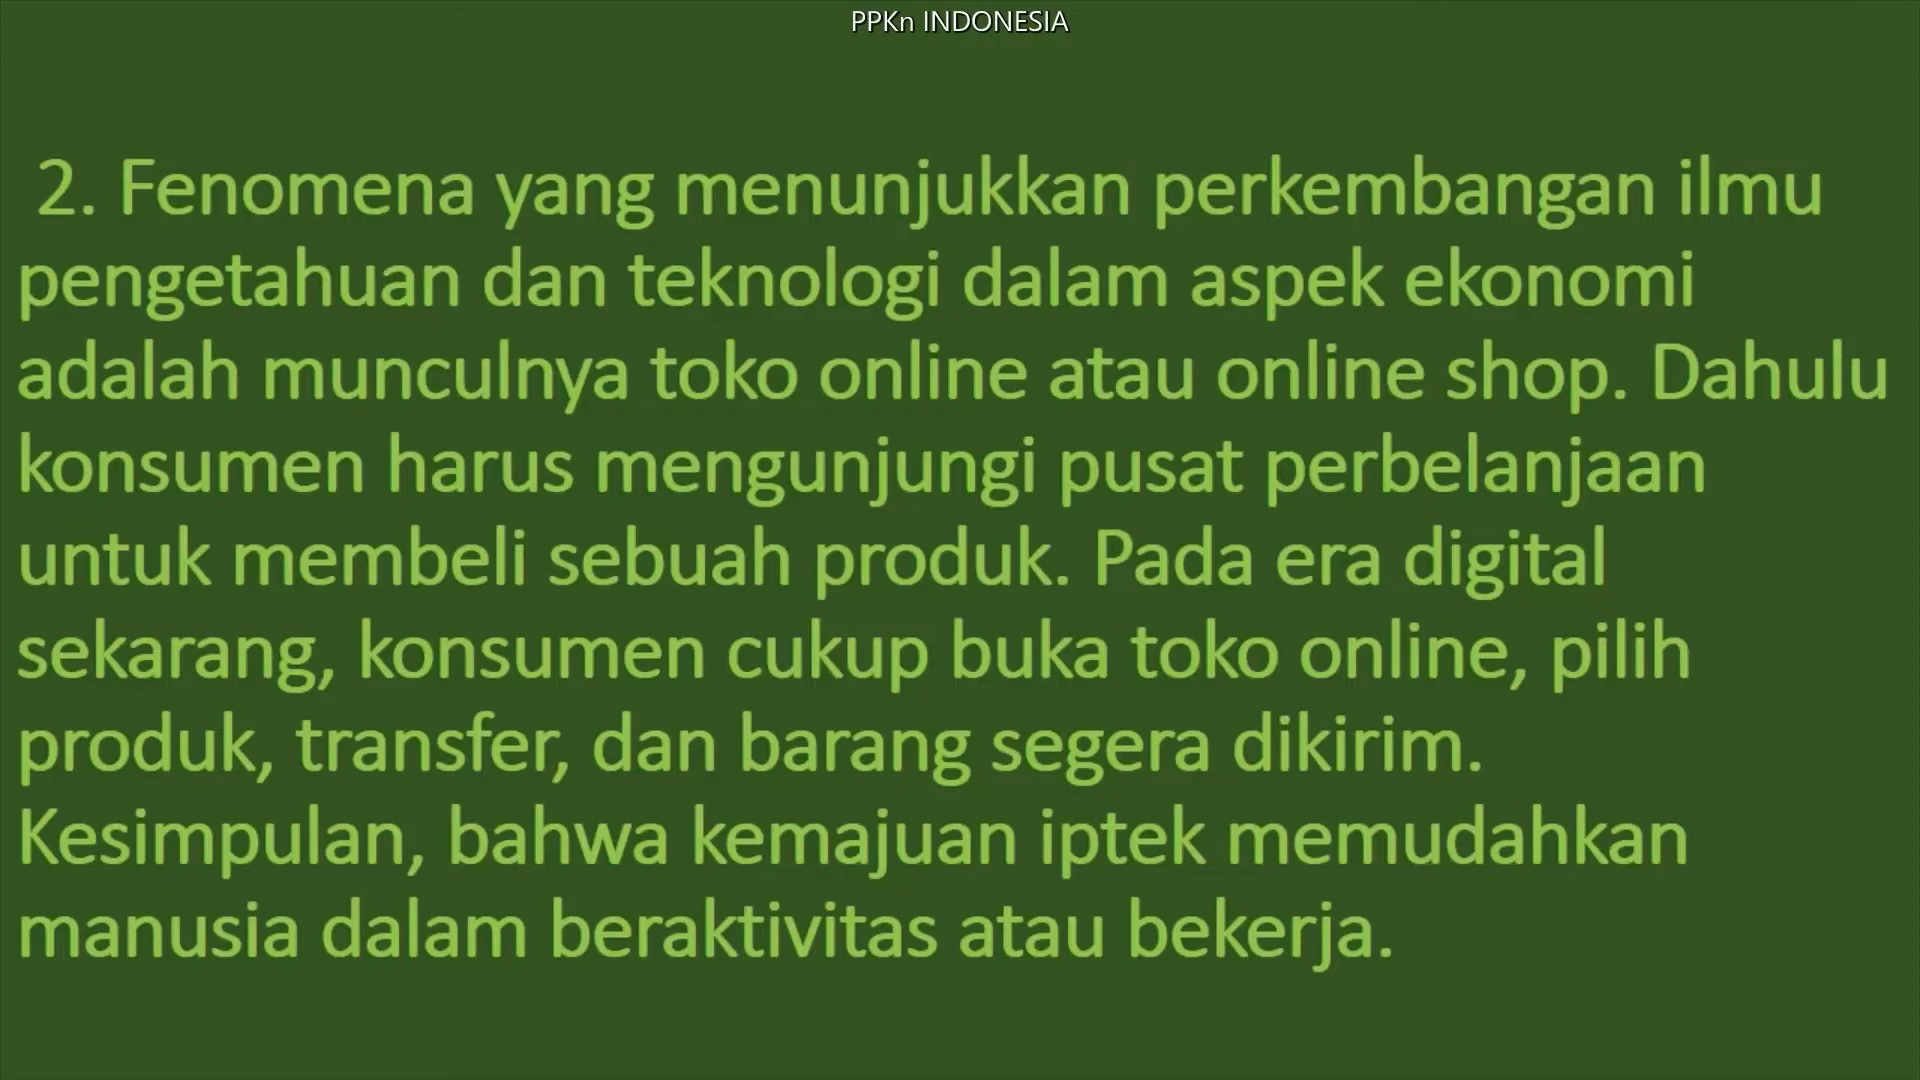 PPKn INDONESIA
2. Fenomena yang menunjukkan perkembangan ilmu
pengetahuan dan teknologi dalam aspek ekonomi
adalah munculnya toko online atau online shop. Dahulu
konsumen harus mengunjungi pusat perbelanjaan
untuk membeli sebuah produk. Pada era digital
sekarang, konsumen cukup buka toko online, pilih
produk, transfer, dan barang segera dikirim.
Kesimpulan, bahwa kemajuan iptek memudahkan
manusia dalam beraktivitas atau bekerja.